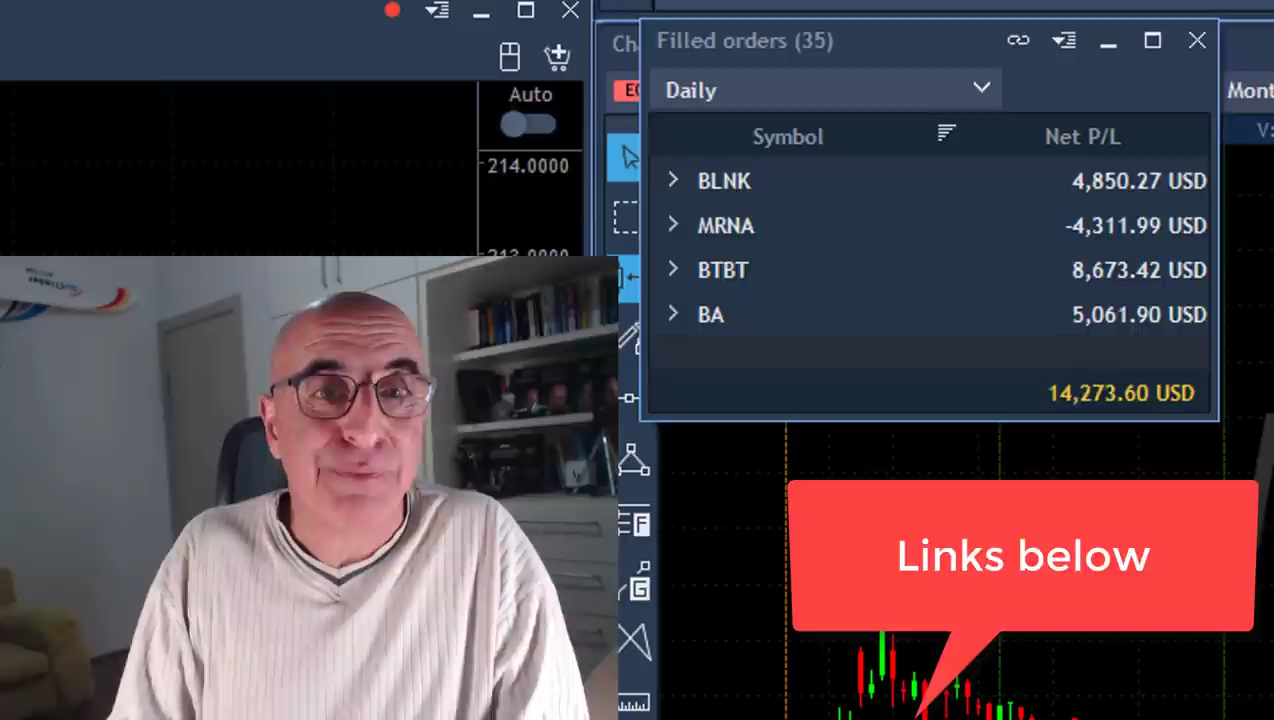 Filled orders (35)
Auto
Daily
Mont
Symbol Net P/L
214.0000
BLNK 4,850.27 USD
MRNA -4,311.99 USD
BTBT 8,673.42 USD
BA 5,061.90 USD
14,273.60 USD
F
G
Links below